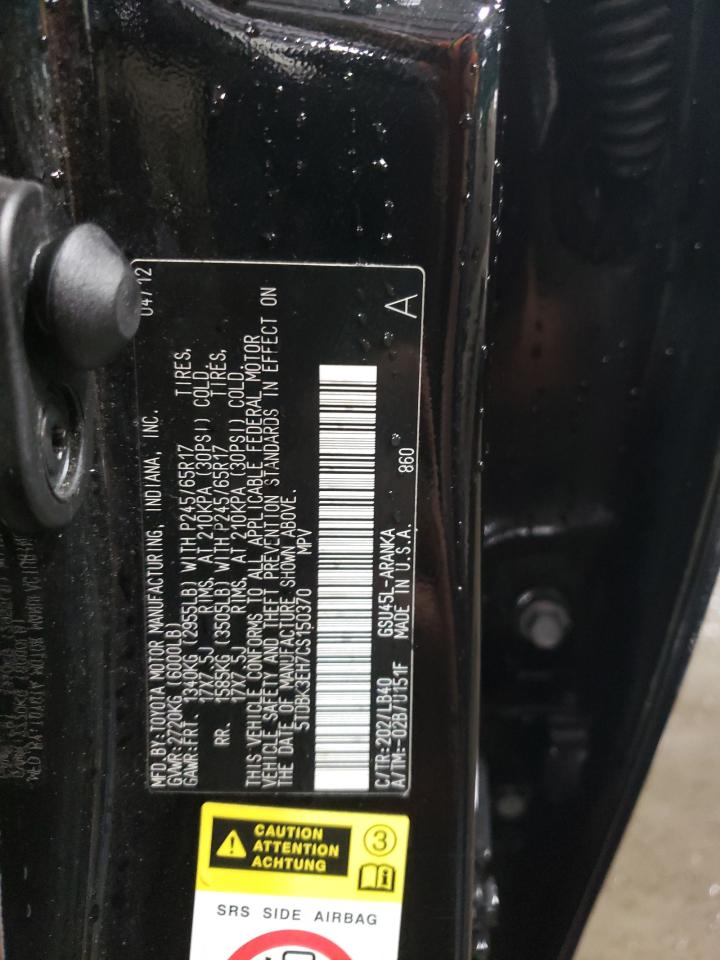 MFD.BY:TOYOTA MOTOR MANUFACTURING, INDIANA, INC. 04/12
GVWR:2720KG (6000LB)
GAWR:FRT. 1340KG (2955LB) WITH P245/65R17 TIRES,
17X7.5J RIMS, AT 210KPA (30PSI) COLD.
RR. 1585KG (3505LB) WITH P245/65R17 TIRES,
17X7.5J RIMS, AT 210KPA (30PSI) COLD.
THIS VEHICLE CONFORMS TO ALL APPLICABLE FEDERAL MOTOR
VEHICLE SAFETY AND THEFT PREVENTION STANDARDS IN EFFECT ON
THE DATE OF MANUFACTURE SHOWN ABOVE.
5TDBK3EH7CS150370 MPV
C/TR:202/LB40 GSU45L-ARANKA 860 A
A/TM:-02B/U151F MADE IN U.S.A.
CAUTION
ATTENTION
ACHTUNG
3
SRS SIDE AIRBAG